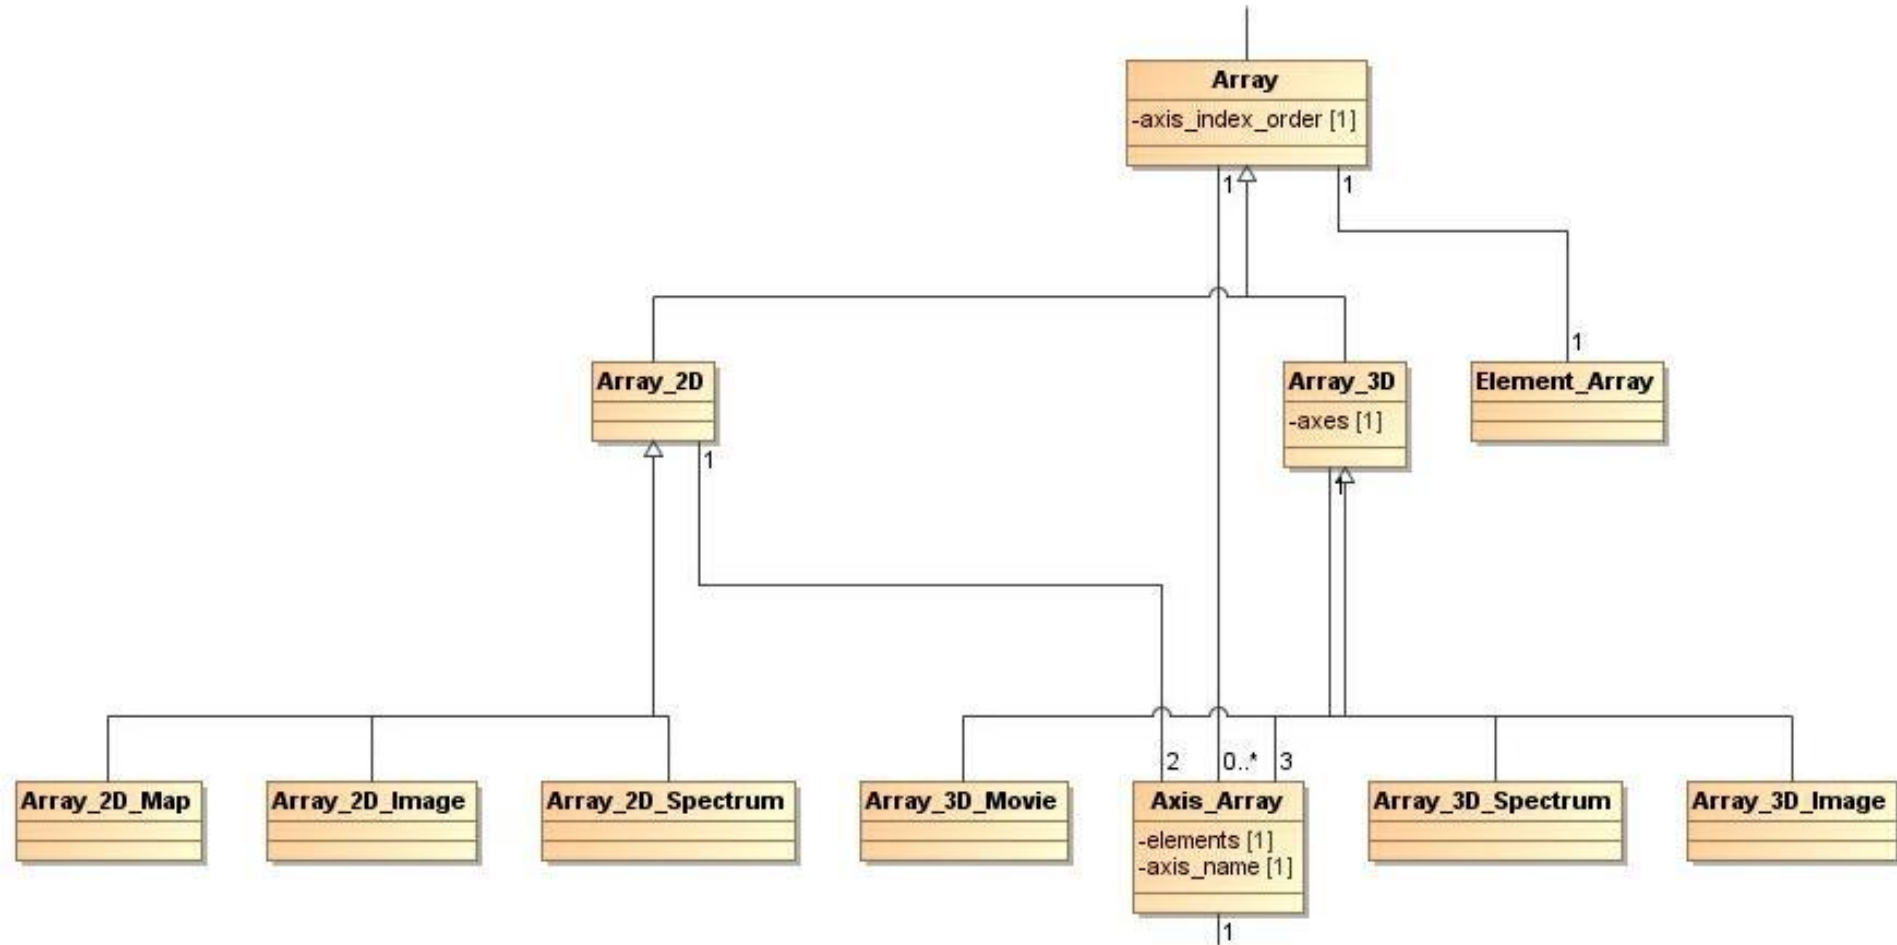 Array
-axis_index_order [1]
1
1
1
Array_2D
Array_3D
-axes [1]
Element_Array
1
1
2
0..*
3
Array_2D_Map
Array_2D_Image
Array_2D_Spectrum
Array_3D_Movie
Axis_Array
-elements [1]
-axis_name [1]
Array_3D_Spectrum
Array_3D_Image
1